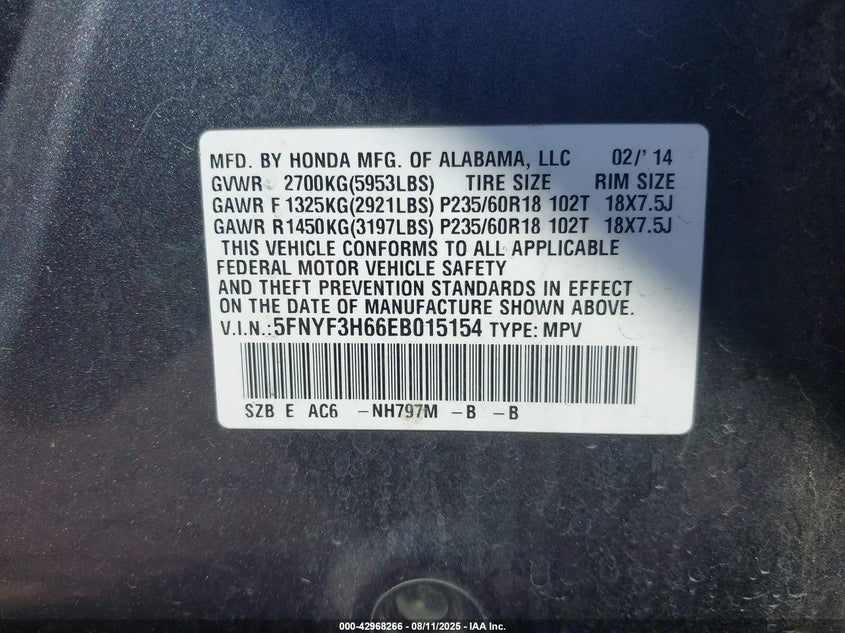 MFD. BY HONDA MFG. OF ALABAMA, LLC 02/' 14
GVWR 2700KG(5953LBS) TIRE SIZE RIM SIZE
GAWR F 1325KG(2921LBS) P235/60R18 102T 18X7.5J
GAWR R1450KG(3197LBS) P235/60R18 102T 18X7.5J
THIS VEHICLE CONFORMS TO ALL APPLICABLE
FEDERAL MOTOR VEHICLE SAFETY
AND THEFT PREVENTION STANDARDS IN EFFECT
ON THE DATE OF MANUFACTURE SHOWN ABOVE.
V.I.N.:5FNYF3H66EB015154 TYPE: MPV
SZB E AC6 -NH797M -B -B
000-42968266 - 08/11/2025 - IAA Inc.